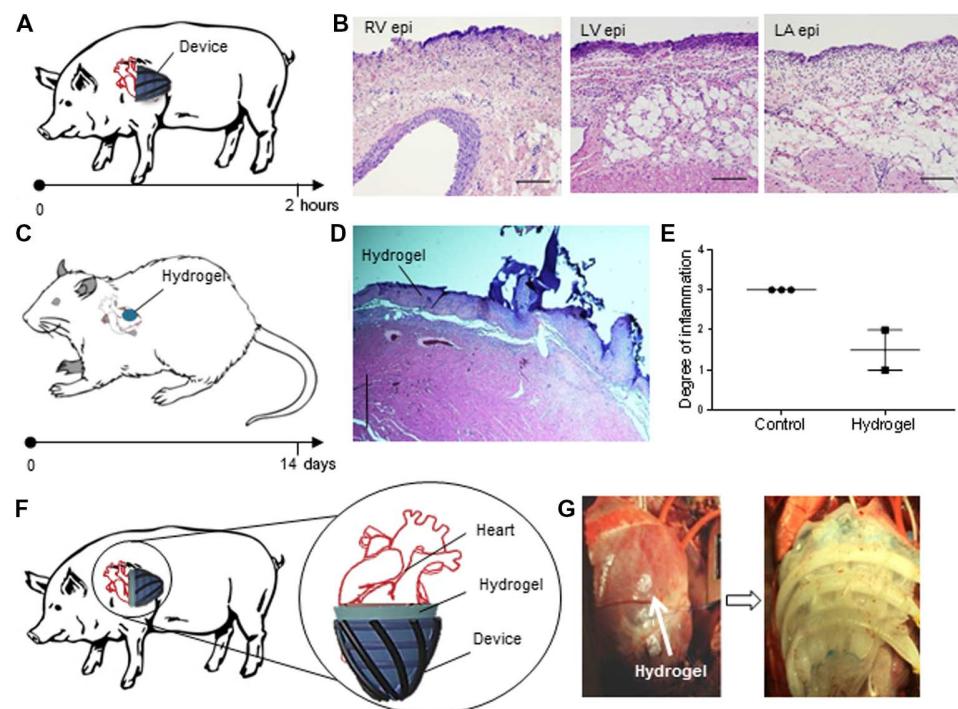 A
Device
0
2 hours
B
RV epi
LV epi
LA epi
C
Hydrogel
0
14 days
D
Hydrogel
E
Degree of inflammation
4
3
2
1
0
Control
Hydrogel
F
Heart
Hydrogel
Device
G
Hydrogel